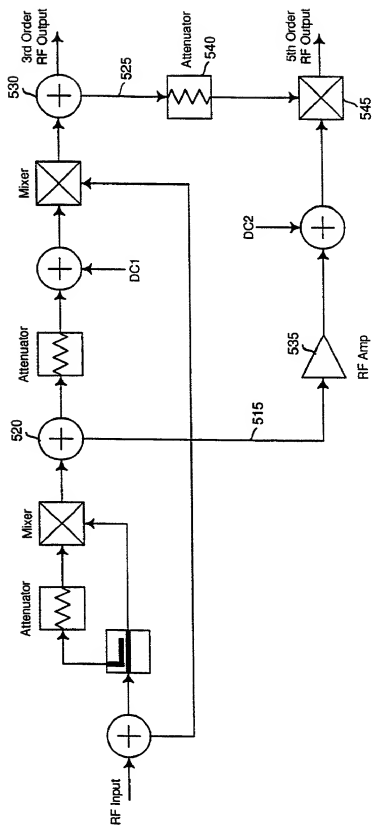 RF Input
Attenuator
Mixer
520
Attenuator
DC1
Mixer
530
3rd Order
RF Output
525
Attenuator
540
5th Order
RF Output
545
DC2
535
RF Amp
515